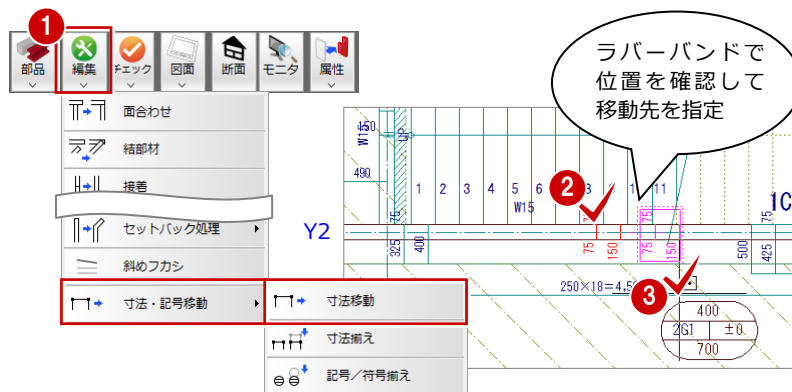 1
部品
編集
チェック
図面
断面
モニタ
属性
面合わせ
結部材
接着
セットバック処理
斜めフカシ
寸法・記号移動
寸法移動
寸法揃え
記号／符号揃え
ラバーバンドで
位置を確認して
移動先を指定
150
W15
UP
490
1 2 3 4 5 6
11
W15
2
1C
75
75
75
75
Y2
325
400
75
150
75
150
500
425
250×18=4,5
3
400
2G1 ±0
700